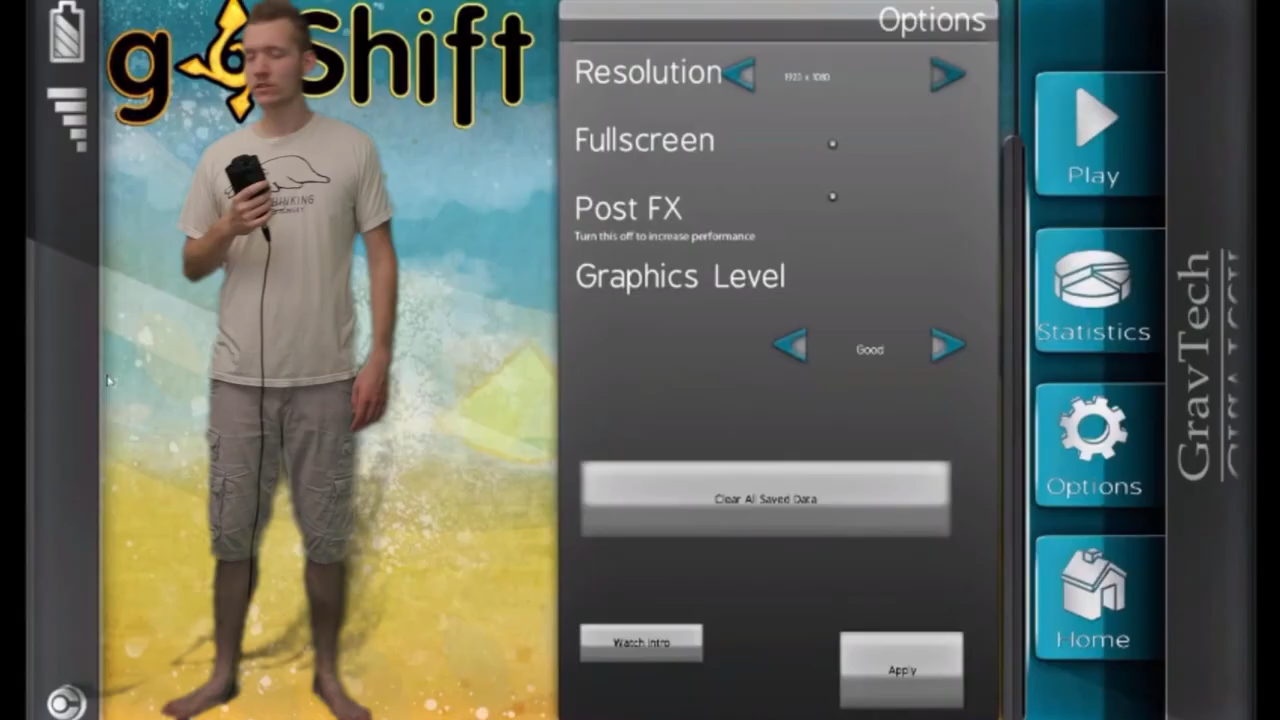 g Shift
Options
Resolution
1920 x 1080
Fullscreen
Post FX
Turn this off to increase performance
Graphics Level
Good
Clear All Saved Data
Watch Intro
Apply
Play
Statistics
Options
Home
GravTech